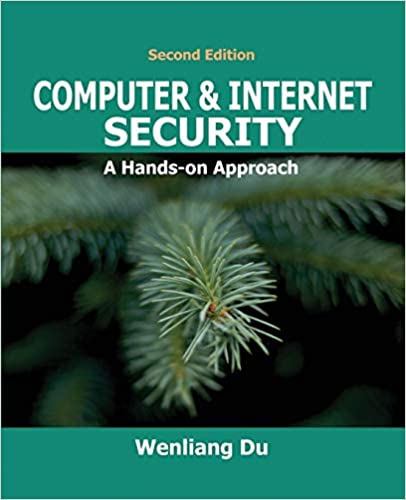 Second Edition
COMPUTER & INTERNET
SECURITY
A Hands-on Approach
Wenliang Du